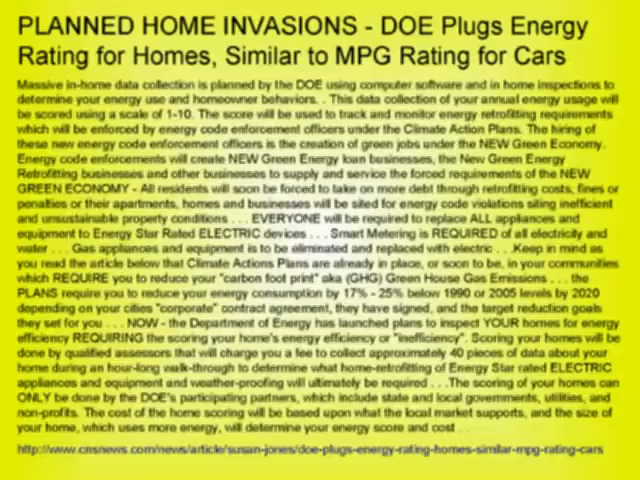 PLANNED HOME INVASIONS - DOE Plugs Energy
Rating for Homes, Similar to MPG Rating for Cars
Massive in-home data collection is planned by the DOE using computer software and in home inspections to
determine your energy use and homeowner behaviors. . This data collection of your annual energy usage will
be scored using a scale of 1-10. The score will be used to track and monitor energy retrofitting requirements
which will be enforced by energy code enforcement officers under the Climate Action Plans. The hiring of
these new energy code enforcement officers is the creation of green jobs under the NEW Green Economy.
Energy code enforcements will create NEW Green Energy loan businesses, the New Green Energy
Retrofitting businesses and other businesses to supply and service the forced requirements of the NEW
GREEN ECONOMY - All residents will soon be forced to take on more debt through retrofitting costs, fines or
penalties or their apartments, homes and businesses will be sited for energy code violations siting inefficient
and unsustainable property conditions . . . EVERYONE will be required to replace ALL appliances and
equipment to Energy Star Rated ELECTRIC devices . . . Smart Metering is REQUIRED of all electricity and
water . . . Gas appliances and equipment is to be eliminated and replaced with electric . . .Keep in mind as
you read the article below that Climate Actions Plans are already in place, or soon to be, in your communities
which REQUIRE you to reduce your "carbon foot print" aka (GHG) Green House Gas Emissions . . . the
PLANS require you to reduce your energy consumption by 17% - 25% below 1990 or 2005 levels by 2020
depending on your cities "corporate" contract agreement, they have signed, and the target reduction goals
they set for you . . . NOW - the Department of Energy has launched plans to inspect YOUR homes for energy
efficiency REQUIRING the scoring your home's energy efficiency or "inefficiency". Scoring your homes will be
done by qualified assessors that will charge you a fee to collect approximately 40 pieces of data about your
home during an hour-long walk-through to determine what home-retrofitting of Energy Star rated ELECTRIC
appliances and equipment and weather-proofing will ultimately be required . . .The scoring of your homes can
ONLY be done by the DOE's participating partners, which include state and local governments, utilities, and
non-profits. The cost of the home scoring will be based upon what the local market supports, and the size of
your home, which uses more energy, will determine your energy score and cost . .
http://www.cnsnews.com/news/article/susan-jones/doe-plugs-energy-rating-homes-similar-mpg-rating-cars